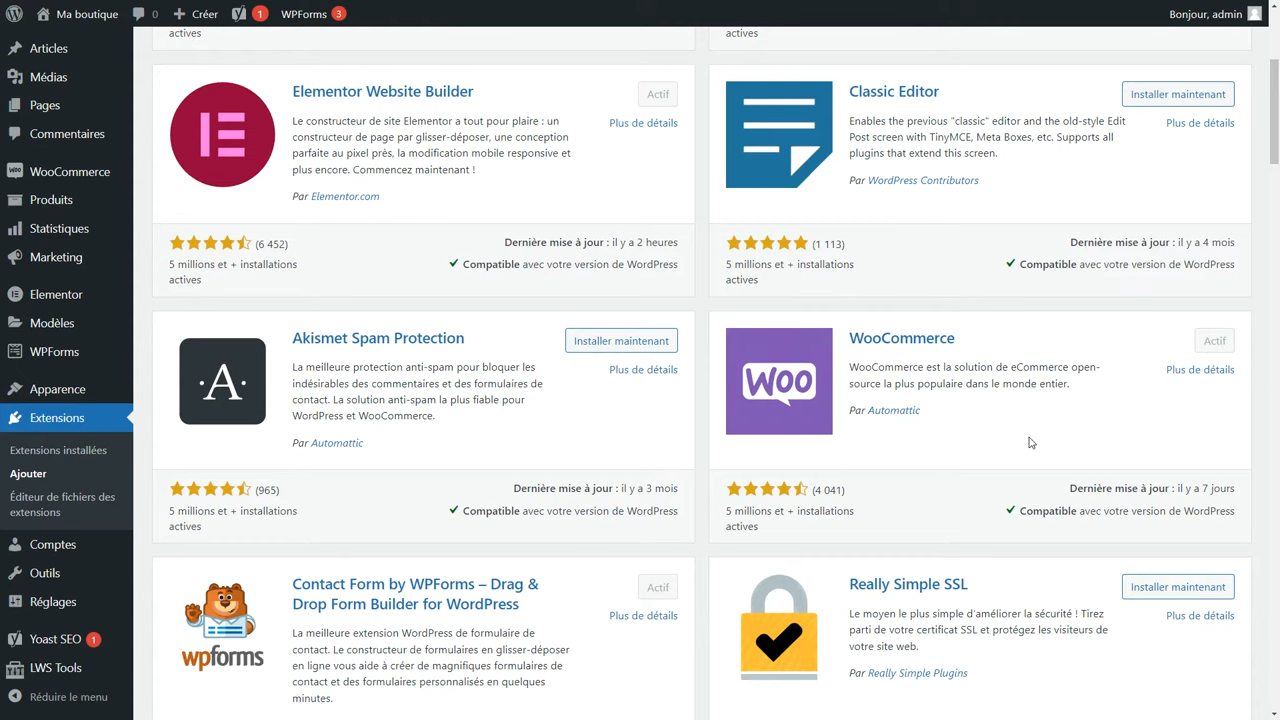 Ma boutique
0
Créer
1
WPForms
3
Bonjour, admin
Articles
Médias
Pages
Commentaires
WooCommerce
Produits
Statistiques
Marketing
Elementor
Modèles
WPForms
Apparence
Extensions
Extensions installées
Ajouter
Éditeur de fichiers des
extensions
Comptes
Outils
Réglages
Yoast SEO
1
LWS Tools
Réduire le menu
actives
actives
Elementor Website Builder
Actif
Plus de détails
Le constructeur de site Elementor a tout pour plaire : un
constructeur de page par glisser-déposer, une conception
parfaite au pixel près, la modification mobile responsive et
plus encore. Commencez maintenant !
Par Elementor.com
(6 452)
Dernière mise à jour : il y a 2 heures
5 millions et + installations
actives
Compatible avec votre version de WordPress
Classic Editor
Installer maintenant
Plus de détails
Enables the previous "classic" editor and the old-style Edit
Post screen with TinyMCE, Meta Boxes, etc. Supports all
plugins that extend this screen.
Par WordPress Contributors
(1 113)
Dernière mise à jour : il y a 4 mois
5 millions et + installations
actives
Compatible avec votre version de WordPress
·A·
Akismet Spam Protection
Installer maintenant
Plus de détails
La meilleure protection anti-spam pour bloquer les
indésirables des commentaires et des formulaires de
contact. La solution anti-spam la plus fiable pour
WordPress et WooCommerce.
Par Automattic
(965)
Dernière mise à jour : il y a 3 mois
5 millions et + installations
actives
Compatible avec votre version de WordPress
WOO
WooCommerce
Actif
Plus de détails
WooCommerce est la solution de eCommerce open-
source la plus populaire dans le monde entier.
Par Automattic
(4 041)
Dernière mise à jour : il y a 7 jours
5 millions et + installations
actives
Compatible avec votre version de WordPress
wpforms
Contact Form by WPForms – Drag &
Drop Form Builder for WordPress
Actif
Plus de détails
La meilleure extension WordPress de formulaire de
contact. Le constructeur de formulaires en glisser-déposer
en ligne vous aide à créer de magnifiques formulaires de
contact et des formulaires personnalisés en quelques
minutes.
Really Simple SSL
Installer maintenant
Plus de détails
Le moyen le plus simple d'améliorer la sécurité ! Tirez
parti de votre certificat SSL et protégez les visiteurs de
votre site web.
Par Really Simple Plugins